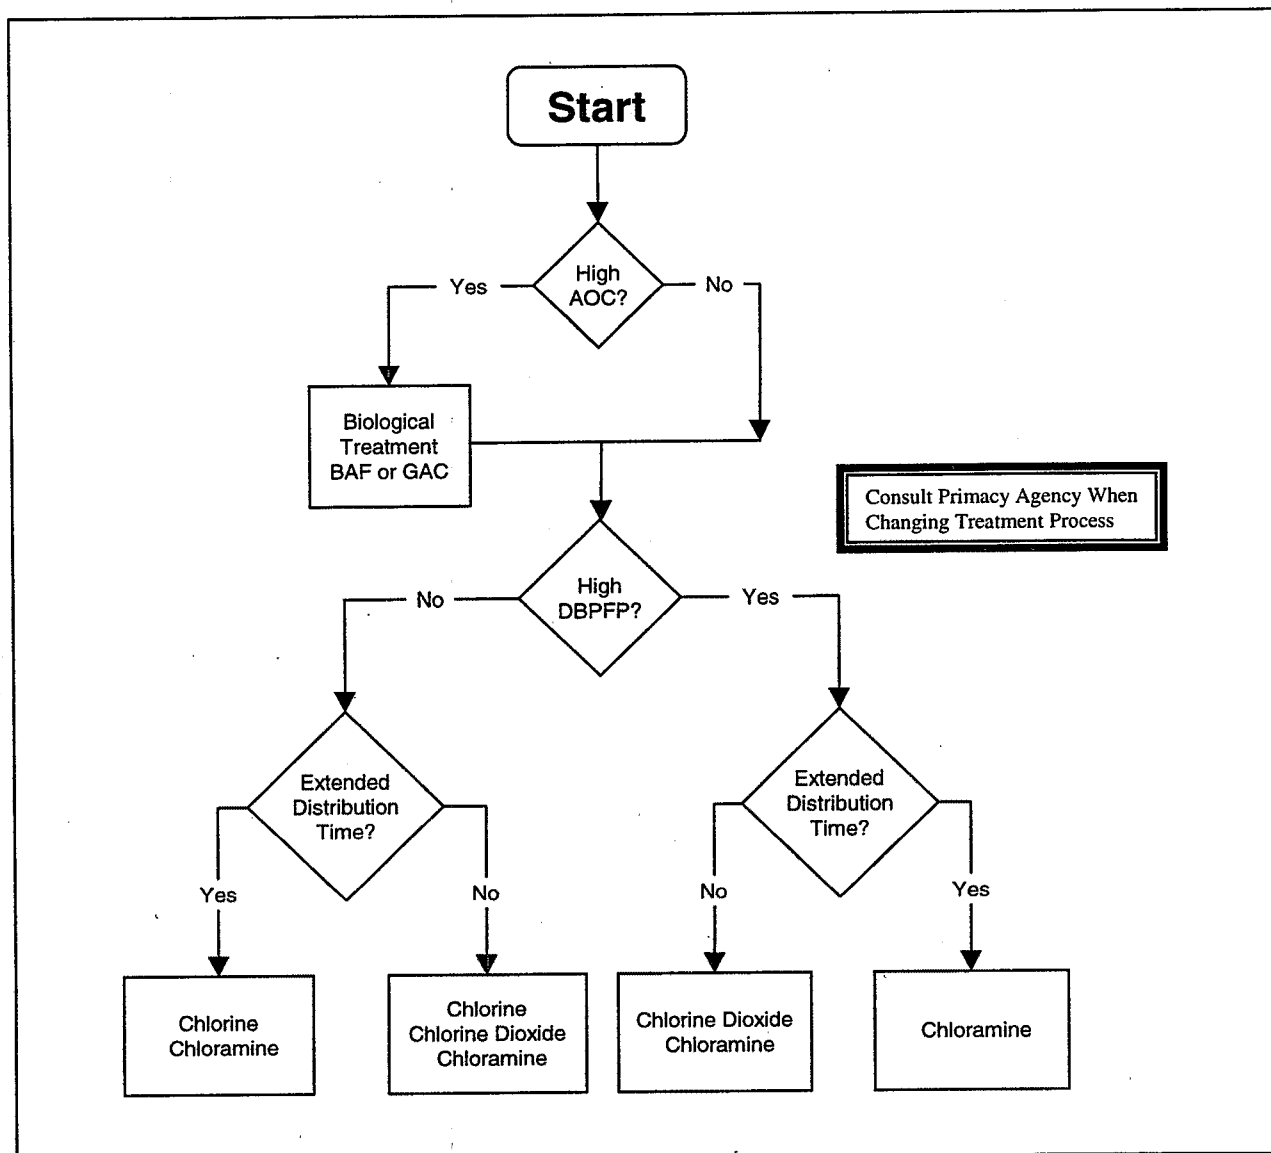 Start
High
AOC?
Yes
No
Biological
Treatment
BAF or GAC
Consult Primacy Agency When
Changing Treatment Process
High
DBPFP?
No
Yes
Extended
Distribution
Time?
Extended
Distribution
Time?
Yes
No
No
Yes
Chlorine
Chloramine
Chlorine
Chlorine Dioxide
Chloramine
Chlorine Dioxide
Chloramine
Chloramine